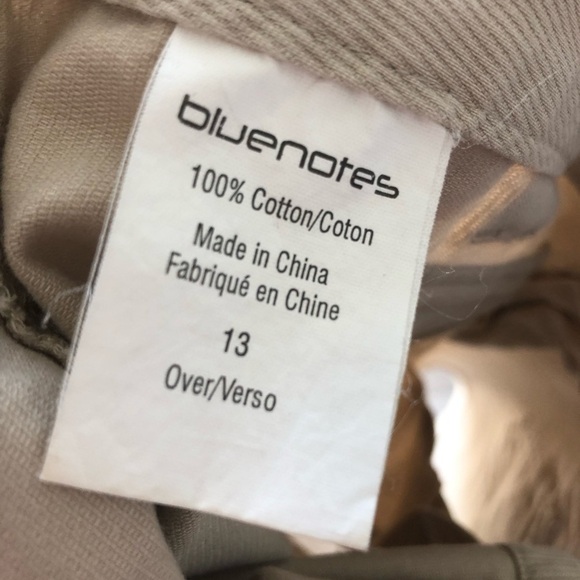 bluenotes
100% Cotton/Coton
Made in China
Fabriqué en Chine
13
Over/Verso